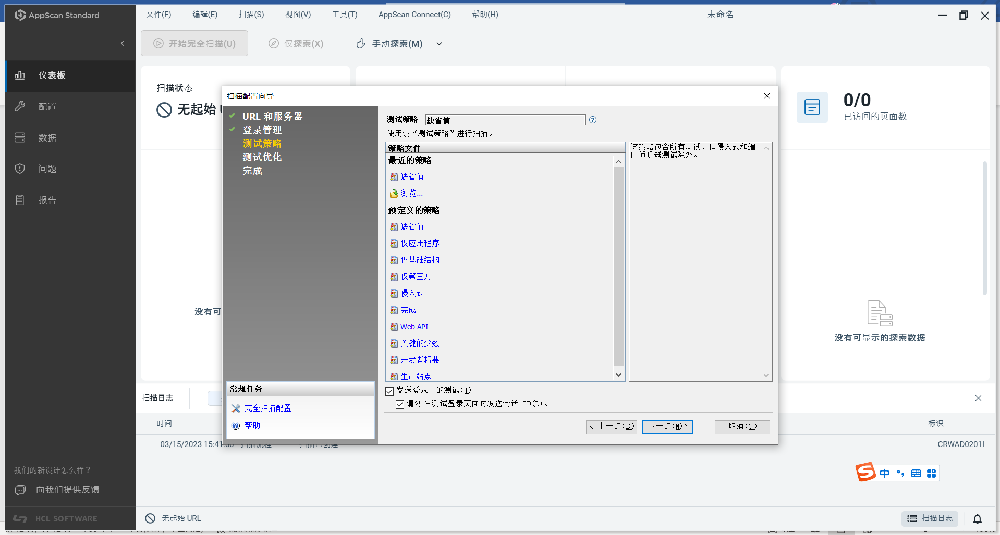 AppScan Standard
文件(F) 编辑(E) 扫描(S) 视图(V) 工具(T) AppScan Connect(C) 帮助(H) 未命名
开始完全扫描(U) 仅探索(X) 手动探索(M)
仪表板
配置
数据
问题
报告
我们的新设计怎么样？
向我们提供反馈
HCL SOFTWARE
扫描状态
无起始
0/0
已访问的页面数
没有可
没有可显示的探索数据
扫描配置向导
URL 和服务器
登录管理
测试策略
测试优化
完成
常规任务
完全扫描配置
帮助
测试策略 缺省值
使用该“测试策略”进行扫描。
策略文件
最近的策略
缺省值
浏览...
预定义的策略
缺省值
仅应用程序
仅基础结构
仅第三方
侵入式
完成
Web API
关键的少数
开发者精要
生产站点
该策略包含所有测试，但侵入式和端
口侦听器测试除外。
发送登录上的测试(T)
请勿在测试登录页面时发送会话 ID(D)。
< 上一步(B) 下一步(N)> 取消(C)
扫描日志
时间 标识
03/15/2023 15:41:30 扫描流程 扫描已创建 CRWAD0201I
中
无起始 URL
扫描日志